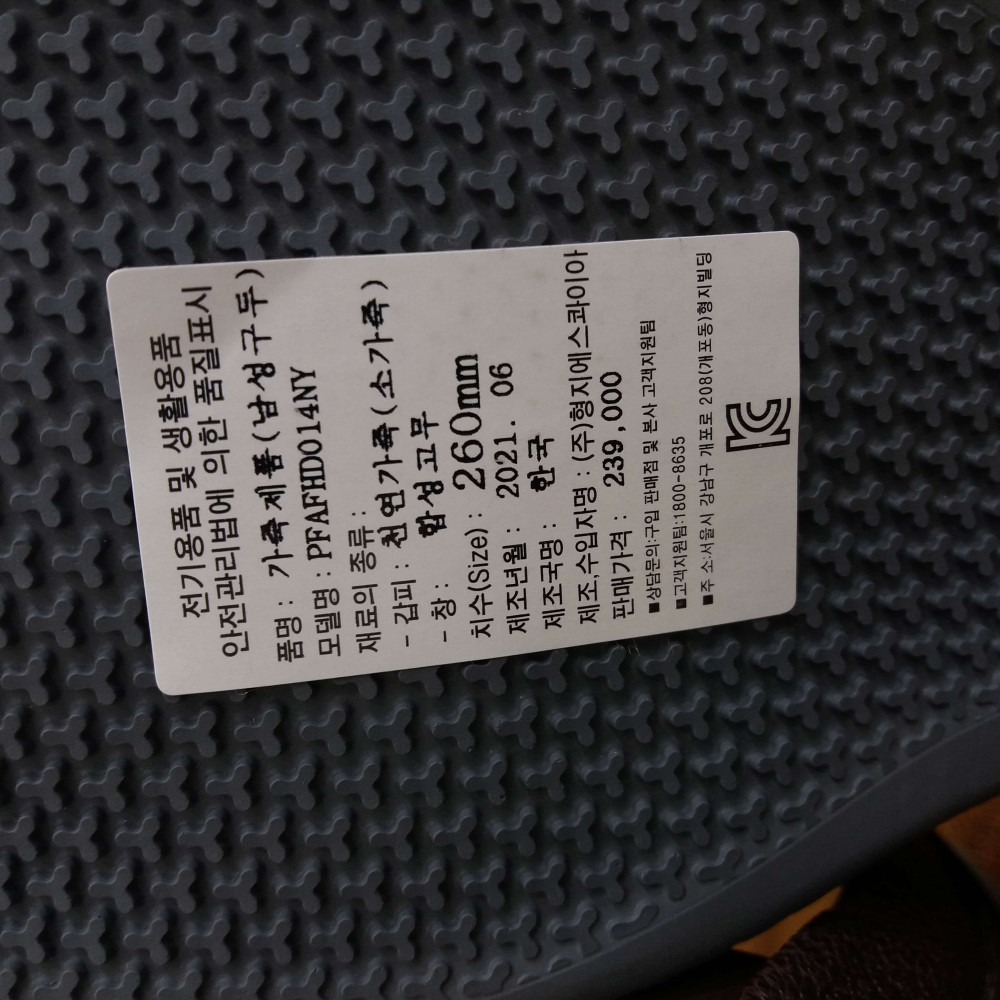 전기용품 및 생활용품
안전관리법에 의한 품질표시
품명 : 가죽제품(남성구두)
모델명 : PFAFHD014NY
재료의 종류 :
- 갑피 : 천연가죽(소가죽)
- 창 : 합성고무
치수(Size) : 260mm
제조년월 : 2021. 06
제조국명 : 한국
제조,수입자명 : (주)형지에스콰이아
판매가격 : 239,000
■상담문의:구입 판매점 및 본사 고객지원팀
■고객지원팀:1800-8635
■주 소:서울시 강남구 개포로 208(개포동)형지빌딩
KC